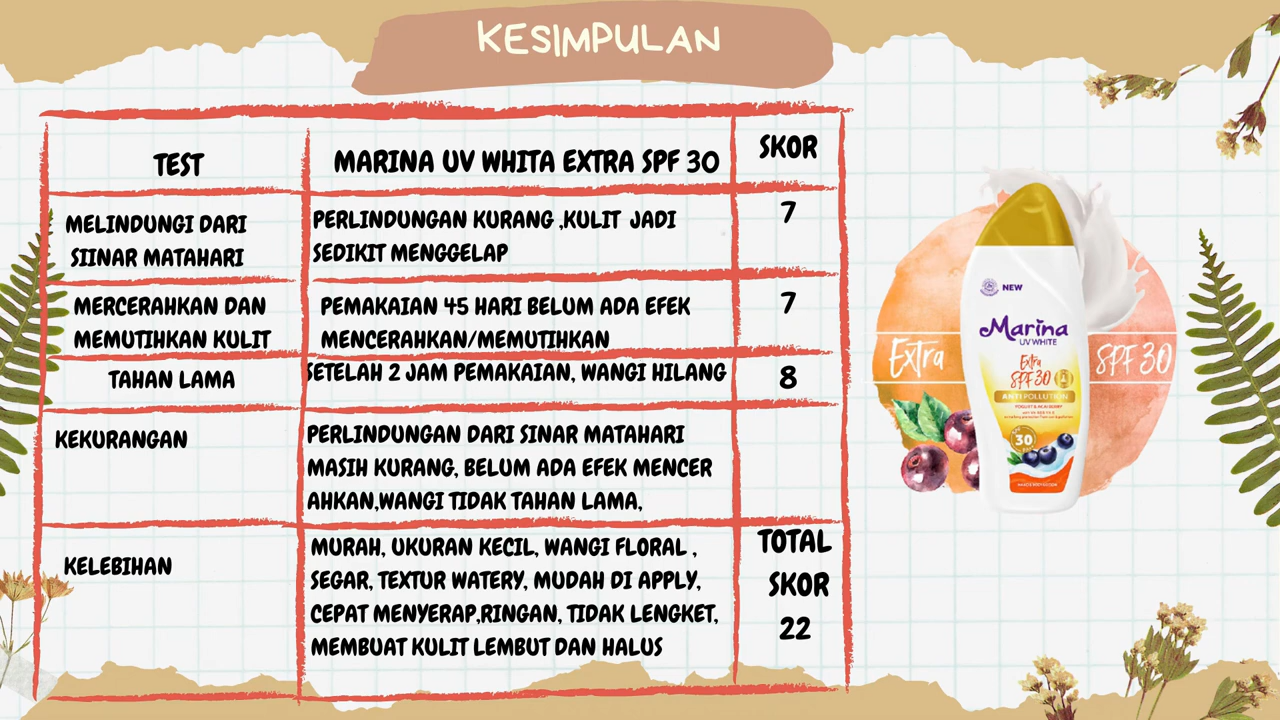 KESIMPULAN
TEST
MARINA UV WHITA EXTRA SPF 30
SKOR
MELINDUNGI DARI
SIINAR MATAHARI
PERLINDUNGAN KURANG ,KULIT JADI
SEDIKIT MENGGELAP
7
MERCERAHKAN DAN
MEMUTIHKAN KULIT
PEMAKAIAN 45 HARI BELUM ADA EFEK
MENCERAHKAN/MEMUTIHKAN
7
TAHAN LAMA
SETELAH 2 JAM PEMAKAIAN, WANGI HILANG
8
KEKURANGAN
PERLINDUNGAN DARI SINAR MATAHARI
MASIH KURANG, BELUM ADA EFEK MENCER
AHKAN,WANGI TIDAK TAHAN LAMA,
KELEBIHAN
MURAH, UKURAN KECIL, WANGI FLORAL ,
SEGAR, TEXTUR WATERY, MUDAH DI APPLY,
CEPAT MENYERAP,RINGAN, TIDAK LENGKET,
MEMBUAT KULIT LEMBUT DAN HALUS
TOTAL
SKOR
22
NEW
Marina
UV WHITE
Extra
SPF 30
Extra
SPF 30
ANTI POLLUTION
30